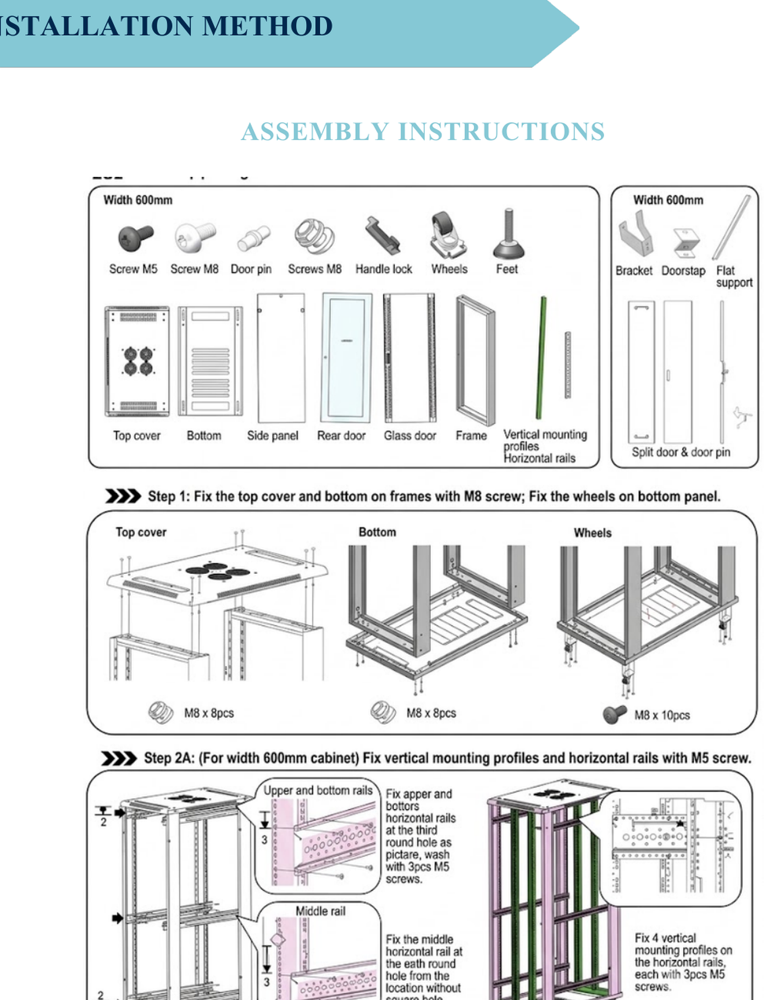 NSTALLATION METHOD
ASSEMBLY INSTRUCTIONS
Width 600mm
Screw M5
Screw M8
Door pin
Screws M8
Handle lock
Wheels
Feet
Top cover
Bottom
Side panel
Rear door
Glass door
Frame
Vertical mounting
profiles
Horizontal rails
Width 600mm
Bracket
Doorstap
Flat
support
Split door & door pin
Step 1: Fix the top cover and bottom on frames with M8 screw; Fix the wheels on bottom panel.
Top cover
Bottom
Wheels
M8 x 8pcs
M8 x 8pcs
M8 x 10pcs
Step 2A: (For width 600mm cabinet) Fix vertical mounting profiles and horizontal rails with M5 screw.
2
Upper and bottom rails
3
Fix apper and
bottors
horizontal rails
at the third
round hole as
pictare, wash
with 3pcs M5
screws.
Middle rail
3
2
Fix the middle
horizontal rail at
the eath round
hole from the
location without
square hole
Fix 4 vertical
mounting profiles on
the horizontal rails,
each with 3pcs M5
screws.